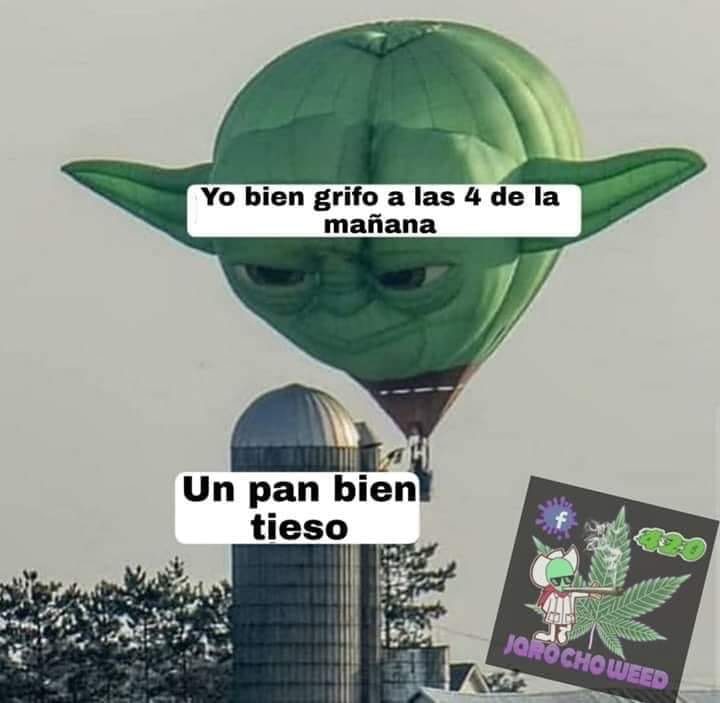 Yo bien grifo a las 4 de la
mañana
Un pan bien
tieso
f
420
JAROCHOWEED